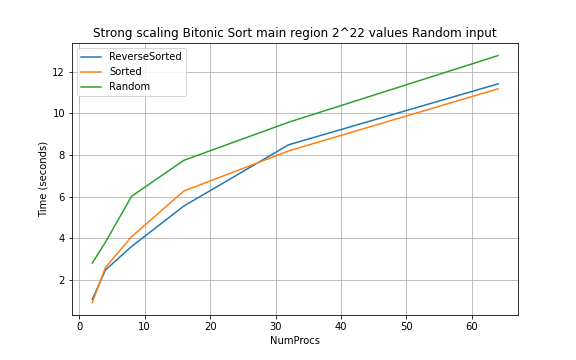 Strong scaling Bitonic Sort main region 2^22 values Random input
ReverseSorted
Sorted
Random
Time (seconds)
12
10
8
6
4
2
0
10
20
30
40
50
60
NumProcs